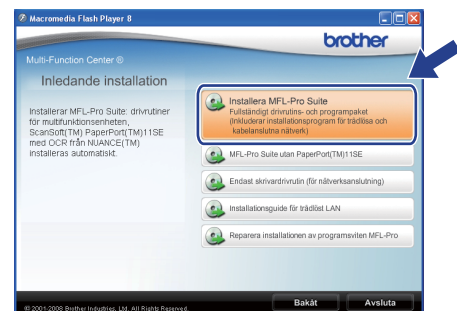 Macromedia Flash Player 8
brother
Multi-Function Center ®
Inledande installation
Installerar MFL-Pro Suite: drivrutiner
för multifunktionsenheten,
ScanSoft(TM) PaperPort(TM)11SE
med OCR från NUANCE(TM)
installeras automatiskt.
Installera MFL-Pro Suite
Fullständigt drivrutins- och programpaket
(Inkluderar installationsprogram för trådlösa och
kabelanslutna nätverk)
MFL-Pro Suite utan PaperPort(TM)11SE
Endast skrivardrivrutin (för nätverksanslutning)
Installationsguide för trådlöst LAN
Reparera installationen av programsviten MFL-Pro
© 2001-2008 Brother Industries, Ltd. All Rights Reserved.
Bakåt
Avsluta